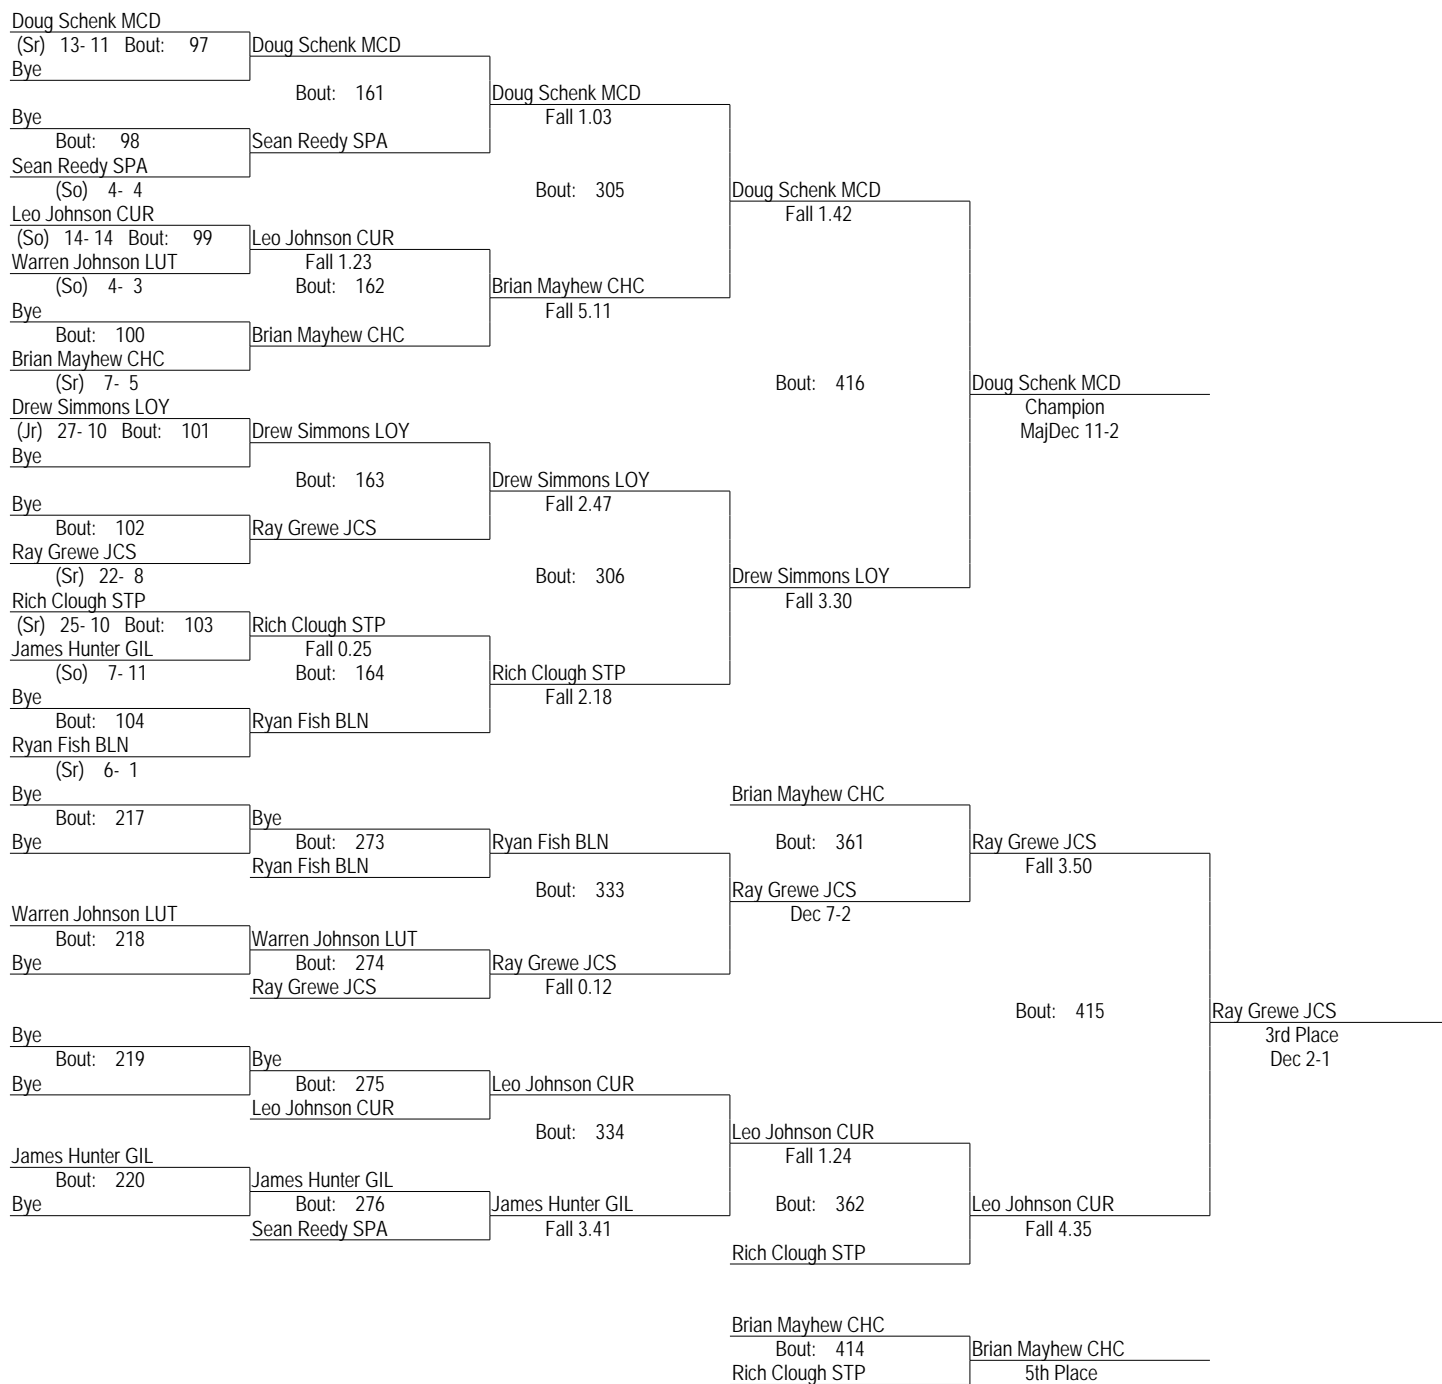 Doug Schenk MCD
(Sr) 13- 11 Bout: 97
Bye
Doug Schenk MCD
Bout: 161
Bye
Bout: 98
Sean Reedy SPA
(So) 4- 4
Sean Reedy SPA
Doug Schenk MCD
Fall 1.03
Bout: 305
Leo Johnson CUR
(So) 14- 14 Bout: 99
Warren Johnson LUT
(So) 4- 3
Leo Johnson CUR
Fall 1.23
Bout: 162
Bye
Bout: 100
Brian Mayhew CHC
(Sr) 7- 5
Brian Mayhew CHC
Brian Mayhew CHC
Fall 5.11
Doug Schenk MCD
Fall 1.42
Bout: 416
Drew Simmons LOY
(Jr) 27- 10 Bout: 101
Bye
Drew Simmons LOY
Bout: 163
Bye
Bout: 102
Ray Grewe JCS
(Sr) 22- 8
Ray Grewe JCS
Drew Simmons LOY
Fall 2.47
Bout: 306
Rich Clough STP
(Sr) 25- 10 Bout: 103
James Hunter GIL
(So) 7- 11
Rich Clough STP
Fall 0.25
Bout: 164
Bye
Bout: 104
Ryan Fish BLN
(Sr) 6- 1
Ryan Fish BLN
Rich Clough STP
Fall 2.18
Drew Simmons LOY
Fall 3.30
Doug Schenk MCD
Champion
MajDec 11-2
Bye
Bout: 217
Bye
Bye
Bout: 273
Ryan Fish BLN
Ryan Fish BLN
Bout: 333
Warren Johnson LUT
Bout: 218
Bye
Warren Johnson LUT
Bout: 274
Ray Grewe JCS
Ray Grewe JCS
Fall 0.12
Brian Mayhew CHC
Bout: 361
Ray Grewe JCS
Dec 7-2
Ray Grewe JCS
Fall 3.50
Bout: 415
Bye
Bout: 219
Bye
Bye
Bout: 275
Leo Johnson CUR
Leo Johnson CUR
Bout: 334
James Hunter GIL
Bout: 220
Bye
James Hunter GIL
Bout: 276
Sean Reedy SPA
James Hunter GIL
Fall 3.41
Leo Johnson CUR
Fall 1.24
Bout: 362
Rich Clough STP
Leo Johnson CUR
Fall 4.35
Ray Grewe JCS
3rd Place
Dec 2-1
Brian Mayhew CHC
Bout: 414
Rich Clough STP
Brian Mayhew CHC
5th Place